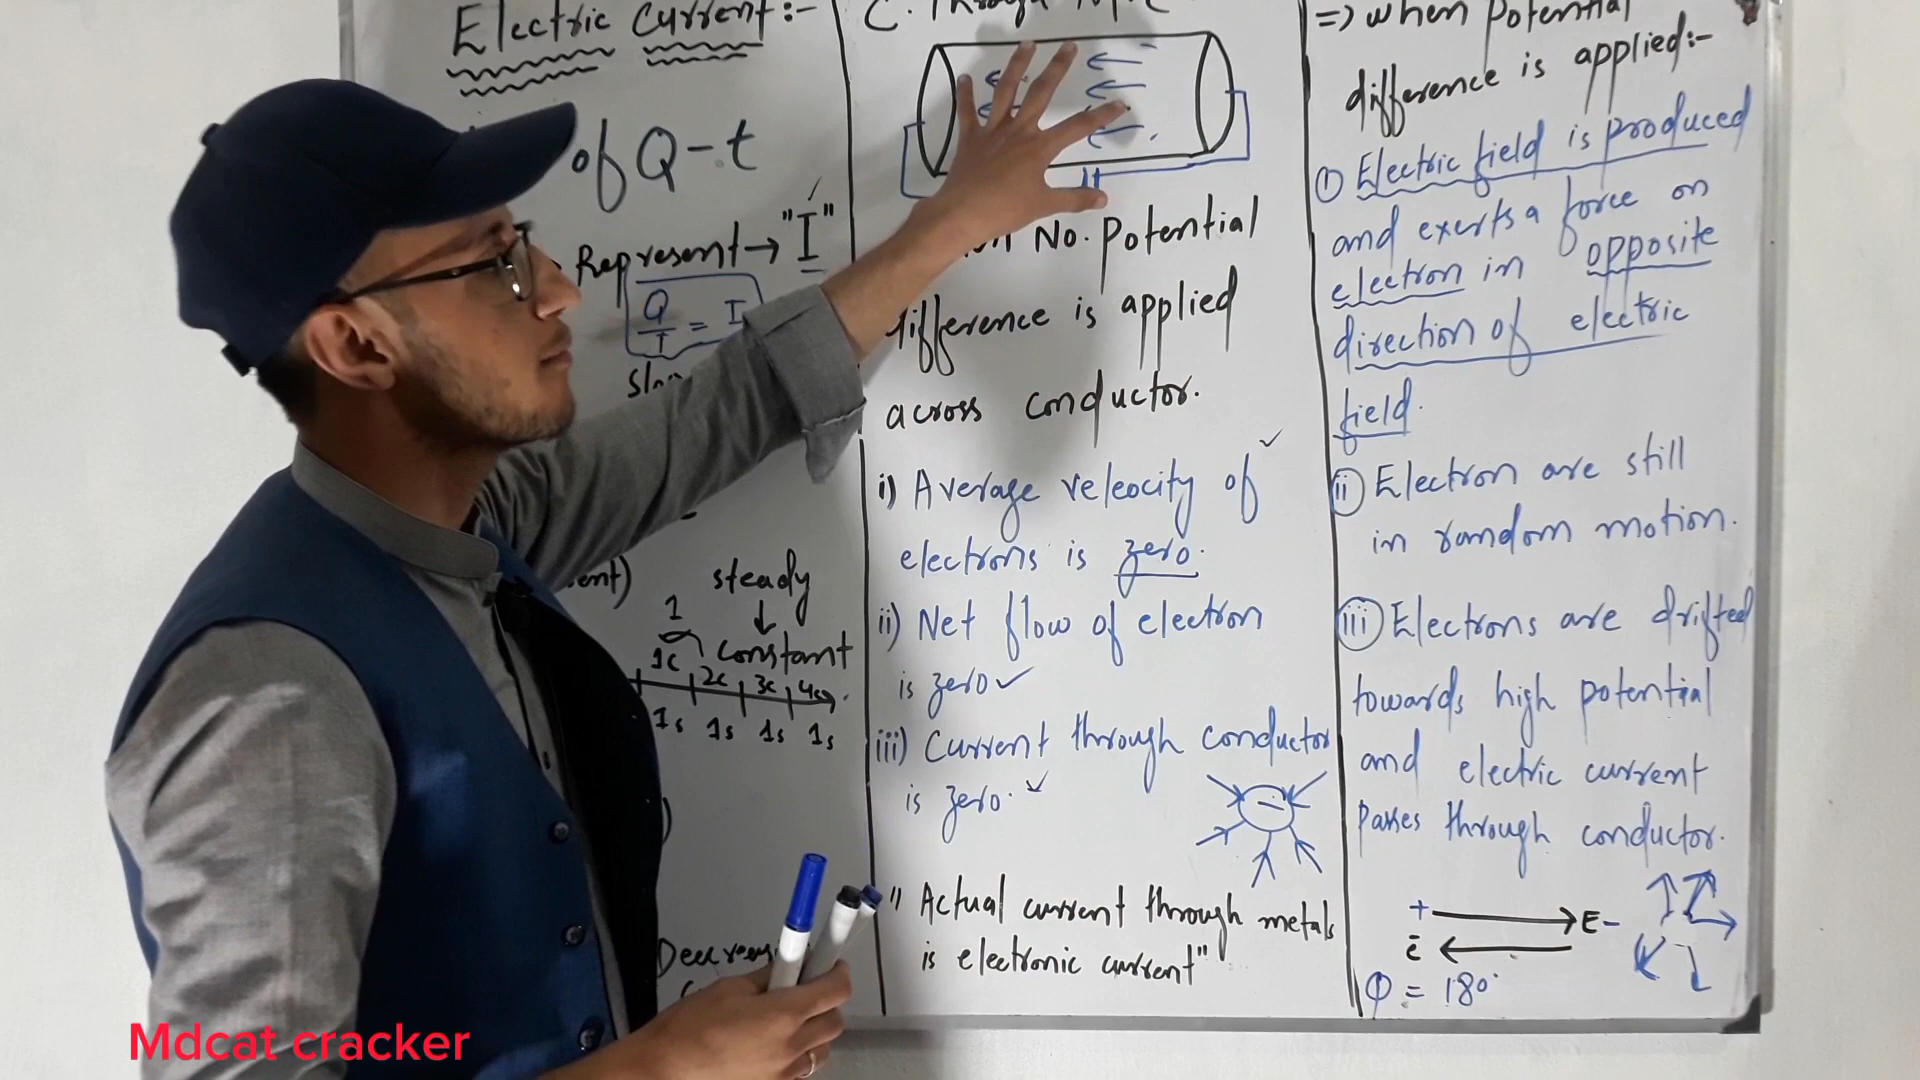 Electric Current:-
of Q-t
Represent→ "I"
Q/T = I
steady
↓
1 constant
1c 2c 3c 4c
1s 1s 1s 1s
C. Through
No. Potential
difference is applied
across conductor.
i) Average veleocity of
electrons is zero.
ii) Net flow of electron
is zero ✓
iii) Current through conductor
is zero. ✓
" Actual current through metals
is electronic current"
=> when potential
difference is applied:-
① Electric field is produced
and exerts a force on
electron in opposite
direction of electric
field.
ⅱ Electron are still
in random motion.
ⅲ Electrons are drifted
towards high potential
and electric current
Passes through conductor.
+ → E-
ē ←
Φ = 180°
Mdcat cracker